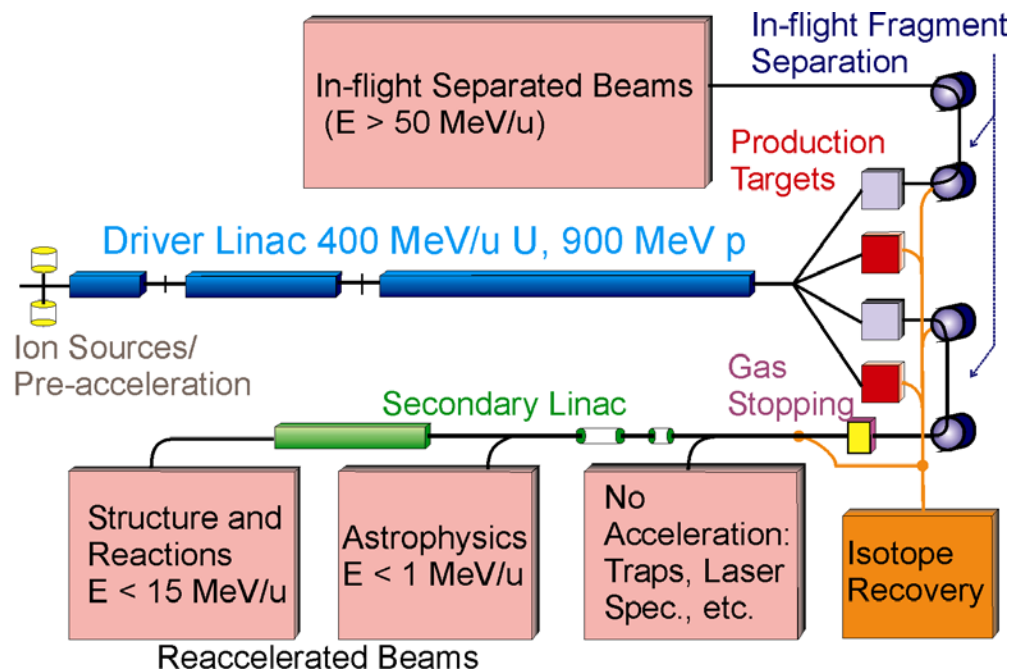 In-flight Fragment
Separation
In-flight Separated Beams
(E > 50 MeV/u)
Production
Targets
Driver Linac 400 MeV/u U, 900 MeV p
Ion Sources/
Pre-acceleration
Gas
Stopping
Secondary Linac
Structure and
Reactions
E < 15 MeV/u
Astrophysics
E < 1 MeV/u
No
Acceleration:
Traps, Laser
Spec., etc.
Isotope
Recovery
Reaccelerated Beams